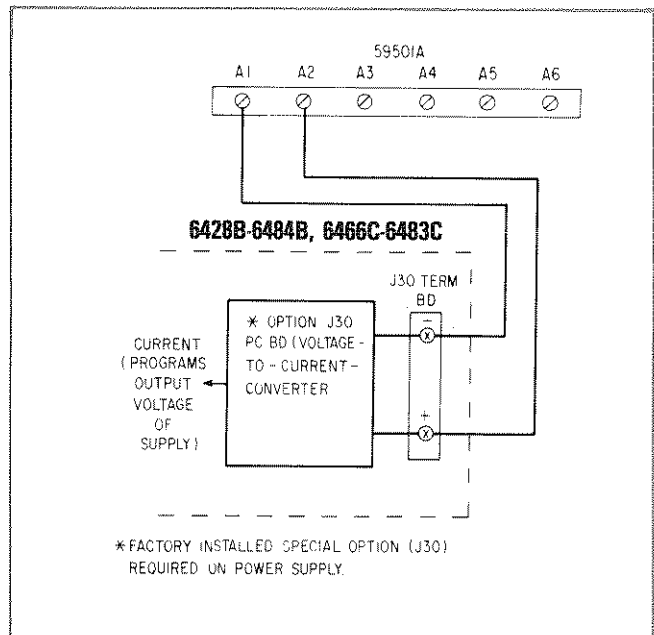 59501A
A1 A2 A3 A4 A5 A6
6428B-6484B, 6466C-6483C
J30 TERM
BD
-
* OPTION J30
PC BD (VOLTAGE-
TO-CURRENT-
CONVERTER
CURRENT
(PROGRAMS
OUTPUT
VOLTAGE
OF
SUPPLY)
+
* FACTORY INSTALLED SPECIAL OPTION (J30)
REQUIRED ON POWER SUPPLY.